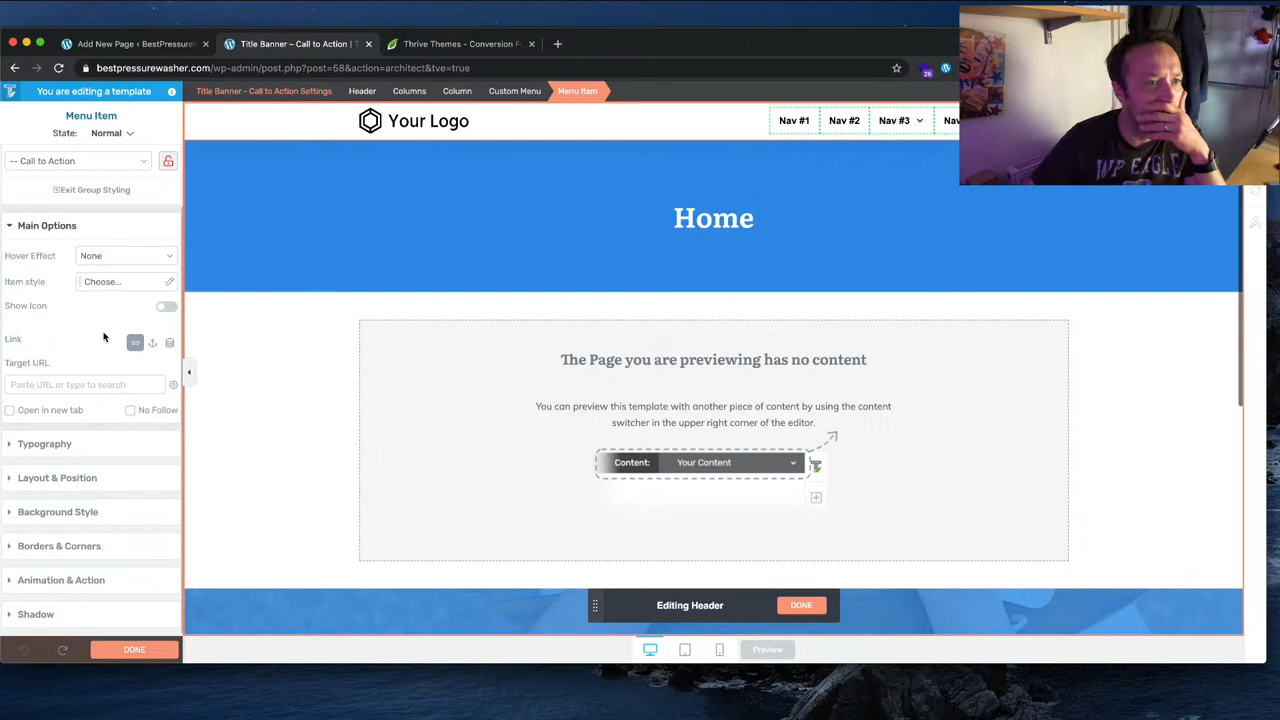 Add New Page ‹ BestPressure
Title Banner – Call to Action | T
Thrive Themes - Conversion F
bestpressurewasher.com/wp-admin/post.php?post=58&action=architect&tve=true
26
You are editing a template
Title Banner - Call to Action Settings
Header
Columns
Column
Custom Menu
Menu Item
Menu Item
State: Normal
-- Call to Action
Exit Group Styling
Main Options
Hover Effect
None
Item style
Choose...
Show Icon
Link
Target URL
Paste URL or type to search
Open in new tab
No Follow
Typography
Layout & Position
Background Style
Borders & Corners
Animation & Action
Shadow
DONE
Your Logo
Nav #1
Nav #2
Nav #3
Home
The Page you are previewing has no content
You can preview this template with another piece of content by using the content
switcher in the upper right corner of the editor.
Content:
Your Content
Editing Header
DONE
Preview
WP EAGLE